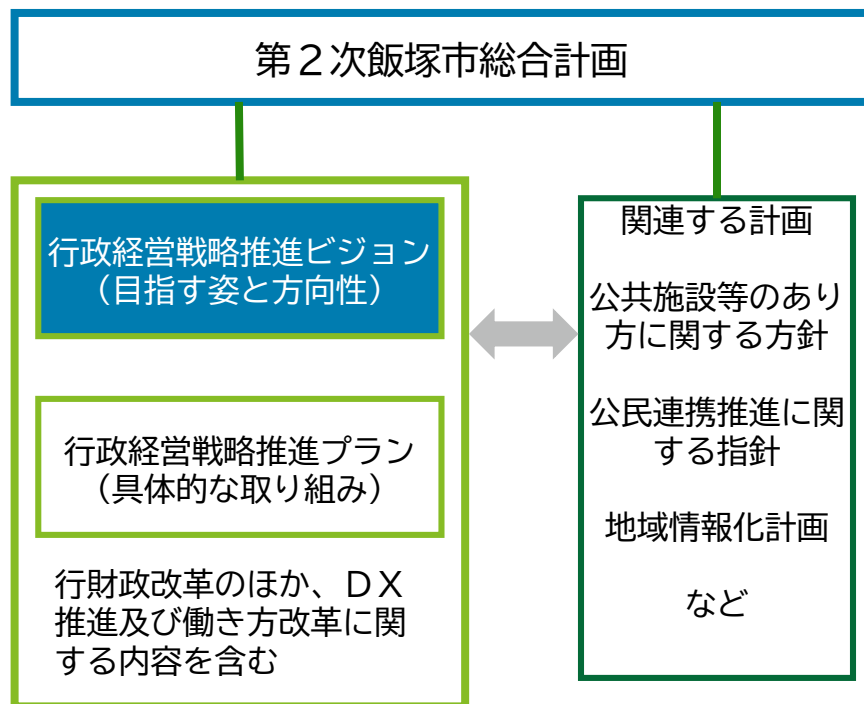 第２次飯塚市総合計画
行政経営戦略推進ビジョン
（目指す姿と方向性）
行政経営戦略推進プラン
（具体的な取り組み）
行財政改革のほか、ＤＸ
推進及び働き方改革に関
する内容を含む
関連する計画
公共施設等のあり
方に関する方針
公民連携推進に関
する指針
地域情報化計画
など